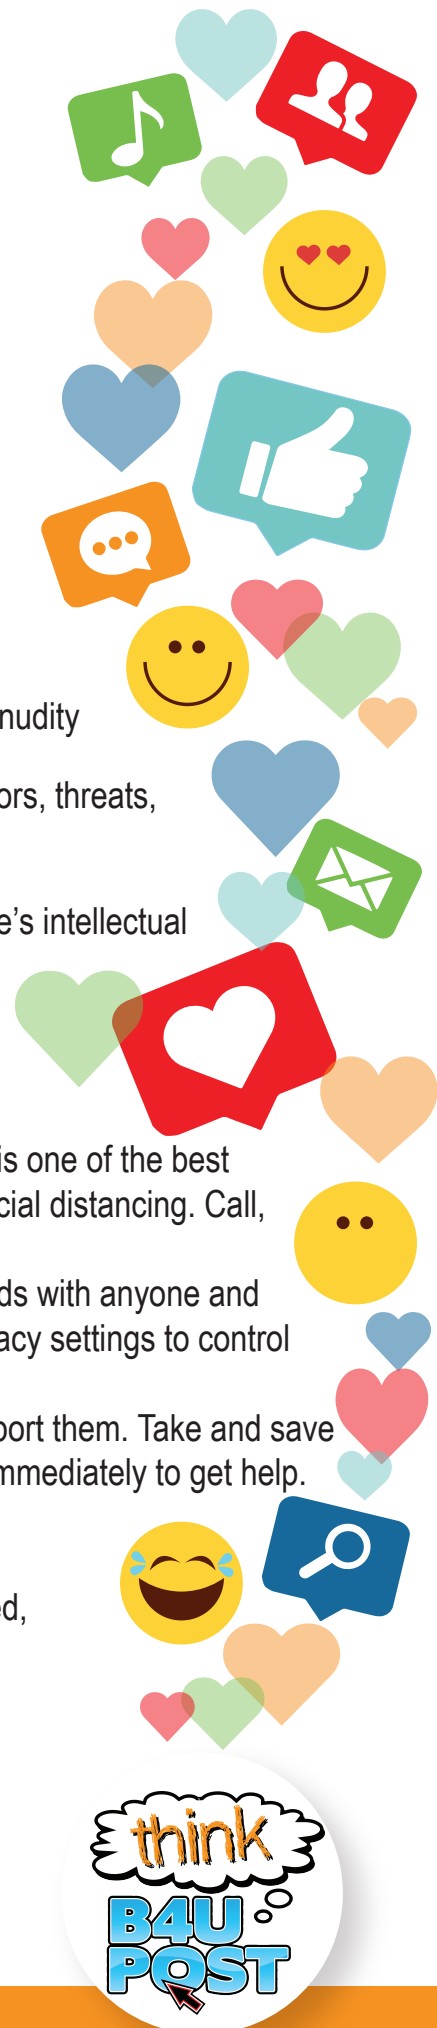 nudity
ors, threats,
e’s intellectual
is one of the best
cial distancing. Call,
ds with anyone and
acy settings to control
port them. Take and save
mmediately to get help.
ed,
think
B4U
POST